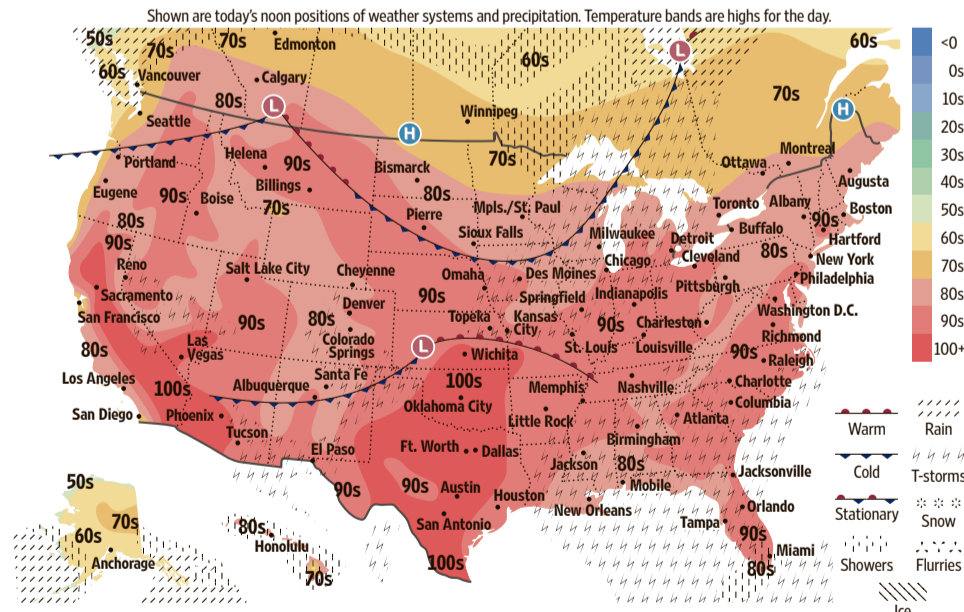 Shown are today's noon positions of weather systems and precipitation. Temperature bands are highs for the day.
50s
70s
70s
Edmonton
60s
60s
<0
60s
Vancouver
Calgary
0s
80s
L
L
70s
10s
Seattle
Winnipeg
H
H
20s
Portland
Helena
90s
Bismarck
70s
Ottawa
Montreal
30s
Eugene
90s
Boise
Billings
70s
80s
Augusta
40s
80s
Pierre
Mpls./St. Paul
Toronto
Albany
90s
Boston
50s
90s
Sioux Falls
Milwaukee
Detroit
Buffalo
Hartford
60s
Reno
Salt Lake City
Cheyenne
Omaha
Des Moines
Chicago
Cleveland
80s
New York
70s
Sacramento
Denver
90s
Springfield
Indianapolis
Pittsburgh
Philadelphia
80s
San Francisco
90s
80s
Topeka
Kansas City
90s
Charleston
Washington D.C.
90s
80s
Las Vegas
Colorado Springs
L
Wichita
St. Louis
Louisville
Richmond
100+
90s
Raleigh
Los Angeles
100s
Albuquerque
Santa Fe
100s
Memphis
Nashville
Charlotte
San Diego
Phoenix
Oklahoma City
Little Rock
Atlanta
Columbia
Warm
Rain
Tucson
El Paso
Ft. Worth
Dallas
Birmingham
Jackson
80s
Jacksonville
Cold
T-storms
50s
90s
90s
Austin
Houston
Mobile
New Orleans
Orlando
Stationary
Snow
70s
60s
80s
San Antonio
Tampa
90s
Anchorage
Honolulu
100s
Miami
Showers
Flurries
70s
80s
Ice